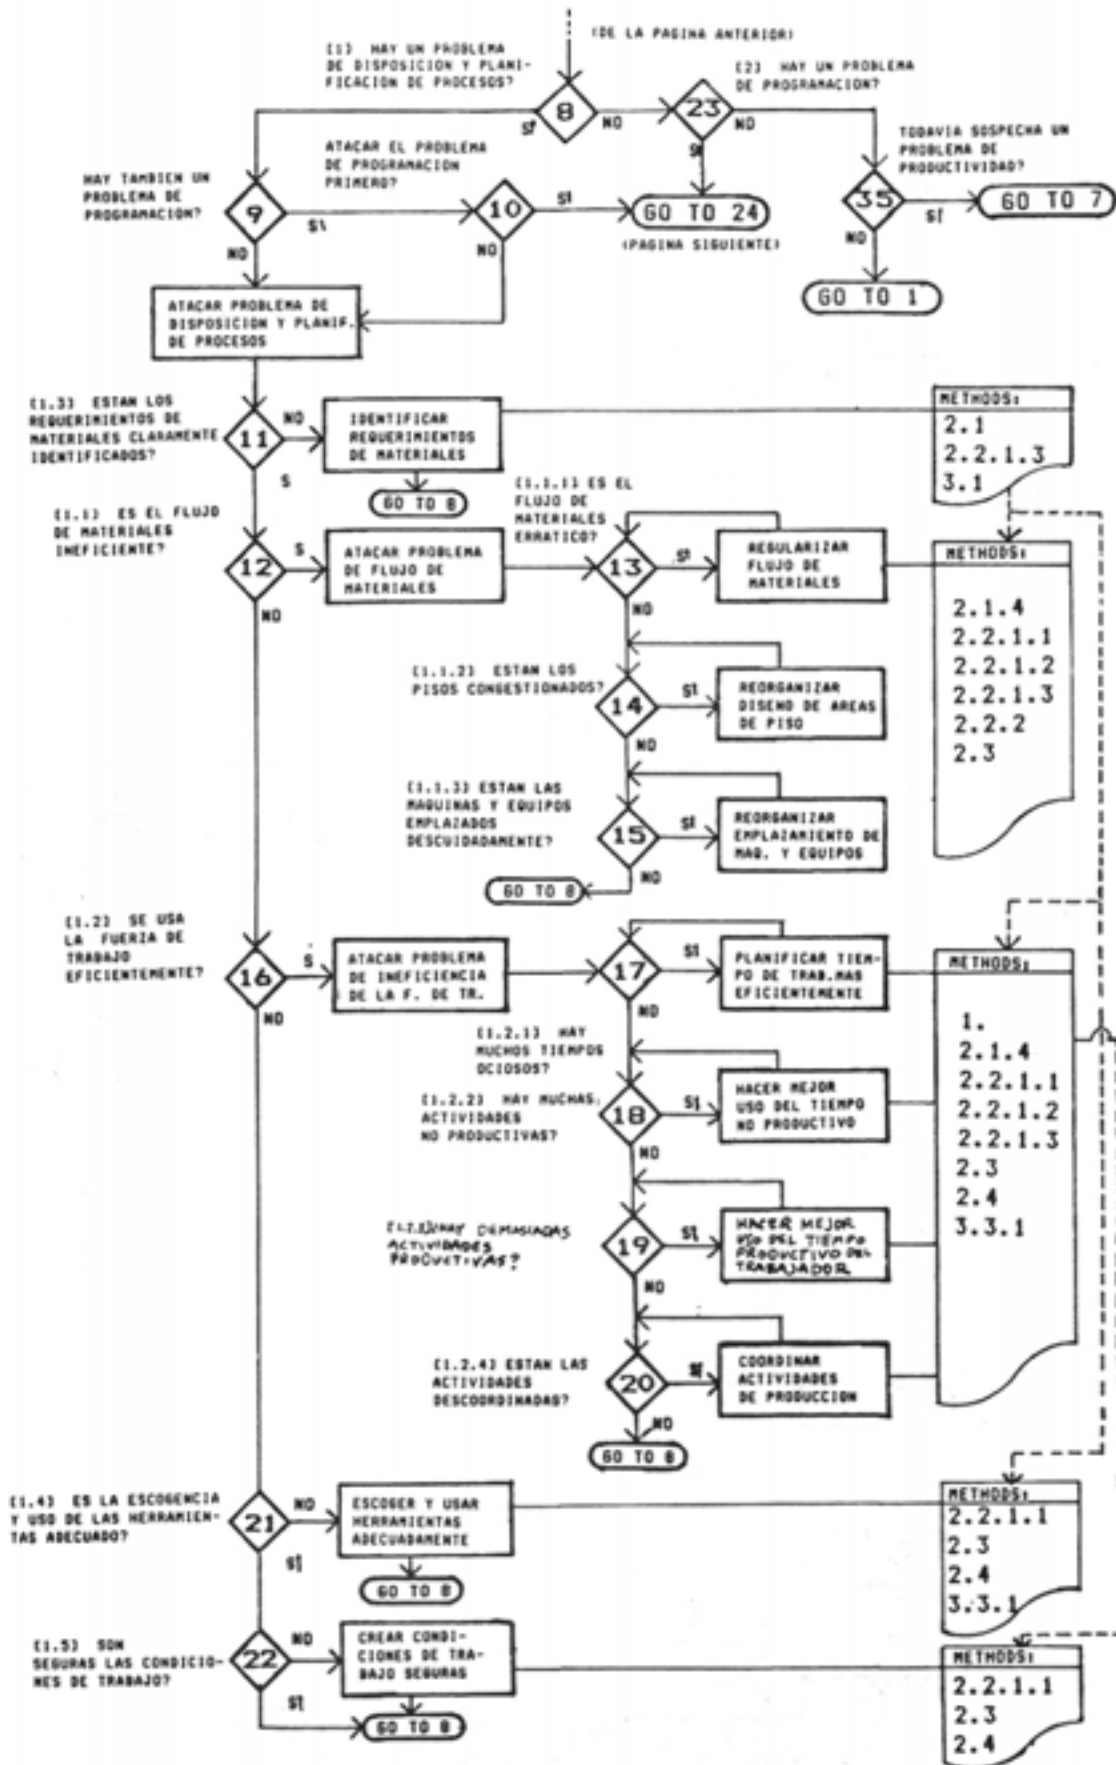 (DE LA PAGINA ANTERIOR)
(1) HAY UN PROBLEMA
DE DISPOSICION Y PLANI-
FICACION DE PROCESOS?
(2) HAY UN PROBLEMA
DE PROGRAMACION?
8
SI
NO
23
NO
SI
ATACAR EL PROBLEMA
DE PROGRAMACION
PRIMERO?
TODAVIA SOSPECHA UN
PROBLEMA DE
PRODUCTIVIDAD?
HAY TAMBIEN UN
PROBLEMA DE
PROGRAMACION?
9
SI
NO
10
SI
NO
GO TO 24
(PAGINA SIGUIENTE)
35
SI
NO
GO TO 7
GO TO 1
ATACAR PROBLEMA DE
DISPOSICION Y PLANIF.
DE PROCESOS
(1.3) ESTAN LOS
REQUERIMIENTOS DE
MATERIALES CLARAMENTE
IDENTIFICADOS?
11
NO
S
IDENTIFICAR
REQUERIMIENTOS
DE MATERIALES
GO TO 8
METHODS:
2.1
2.2.1.3
3.1
(1.1) ES EL FLUJO
DE MATERIALES
INEFICIENTE?
12
S
NO
ATACAR PROBLEMA
DE FLUJO DE
MATERIALES
(1.1.1) ES EL
FLUJO DE
MATERIALES
ERRATICO?
13
SI
NO
REGULARIZAR
FLUJO DE
MATERIALES
METHODS:
2.1.4
2.2.1.1
2.2.1.2
2.2.1.3
2.2.2
2.3
(1.1.2) ESTAN LOS
PISOS CONGESTIONADOS?
14
SI
NO
REORGANIZAR
DISENO DE AREAS
DE PISO
(1.1.3) ESTAN LAS
MAQUINAS Y EQUIPOS
EMPLAZADOS
DESCUIDADAMENTE?
15
SI
NO
REORGANIZAR
EMPLAZAMIENTO DE
MAQ. Y EQUIPOS
GO TO 8
(1.2) SE USA
LA FUERZA DE
TRABAJO
EFICIENTEMENTE?
16
S
NO
ATACAR PROBLEMA
DE INEFICIENCIA
DE LA F. DE TR.
17
SI
NO
PLANIFICAR TIEM-
PO DE TRAB.MAS
EFICIENTEMENTE
METHODS:
1.
2.1.4
2.2.1.1
2.2.1.2
2.2.1.3
2.3
2.4
3.3.1
(1.2.1) HAY
MUCHOS TIEMPOS
OCIOSOS?
(1.2.2) HAY MUCHAS
ACTIVIDADES
NO PRODUCTIVAS?
18
SI
NO
HACER MEJOR
USO DEL TIEMPO
NO PRODUCTIVO
(1.2.3) HAY DEMASIADAS
ACTIVIDADES
PRODUCTIVAS?
19
SI
NO
HACER MEJOR
USO DEL TIEMPO
PRODUCTIVO DEL
TRABAJADOR
(1.2.4) ESTAN LAS
ACTIVIDADES
DESCOORDINADAS?
20
SI
NO
COORDINAR
ACTIVIDADES
DE PRODUCCION
GO TO 8
(1.4) ES LA ESCOGENCIA
Y USO DE LAS HERRAMIEN-
TAS ADECUADO?
21
NO
SI
ESCOGER Y USAR
HERRAMIENTAS
ADECUADAMENTE
GO TO 8
METHODS:
2.2.1.1
2.3
2.4
3.3.1
(1.5) SON
SEGURAS LAS CONDICIO-
NES DE TRABAJO?
22
NO
SI
CREAR CONDI-
CIONES DE TRA-
BAJO SEGURAS
GO TO 8
METHODS:
2.2.1.1
2.3
2.4